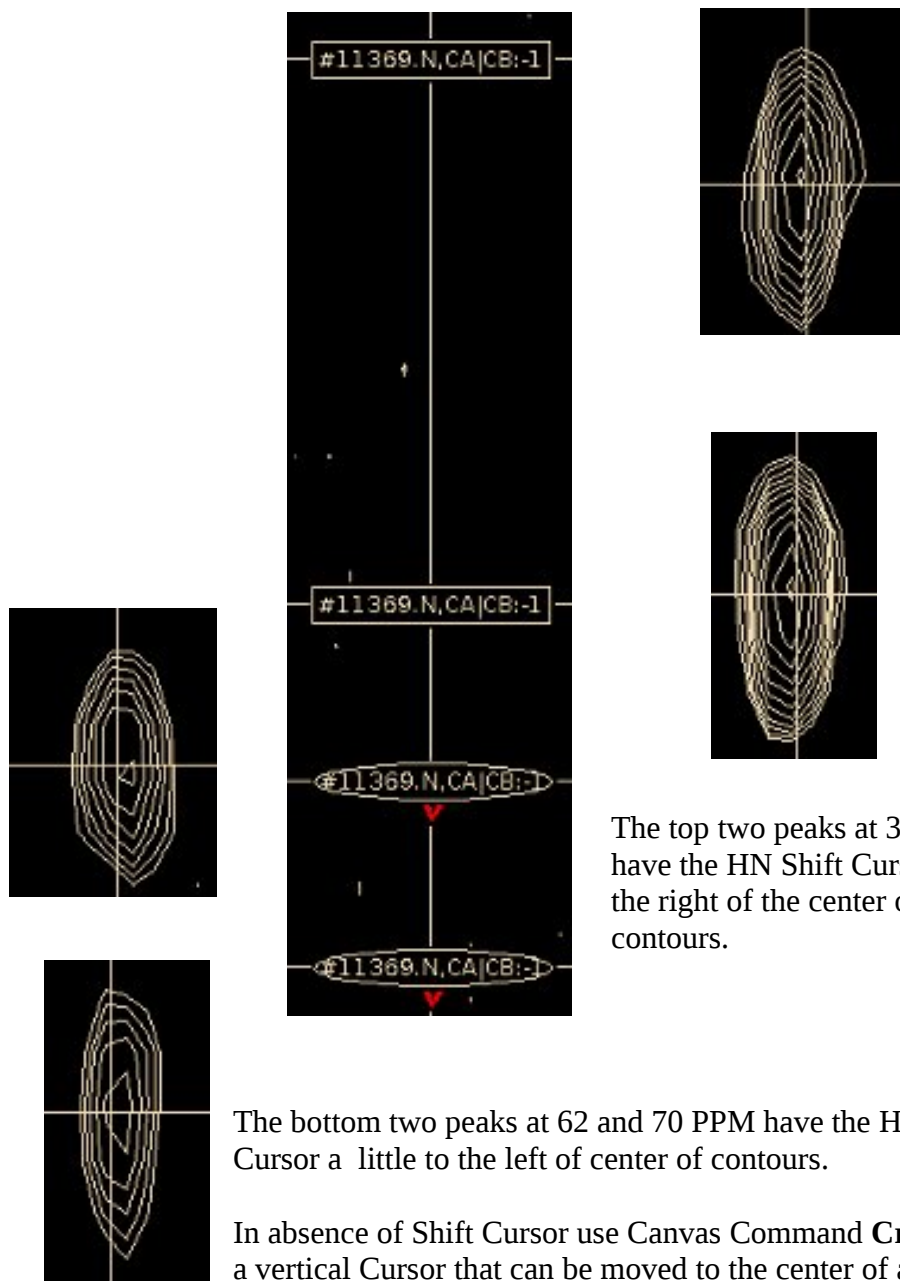 #11369.N,CA|CB:-1
#11369.N,CA|CB:-1
#11369.N,CA|CB:-1
#11369.N,CA|CB:-1
The top two peaks at 3
have the HN Shift
the right of the center
contours.
The bottom two peaks at 62 and 70 PPM have the
Cursor a little to the left of center of contours.
In absence of Shift Cursor use Canvas Command
a vertical Cursor that can be moved to the center of